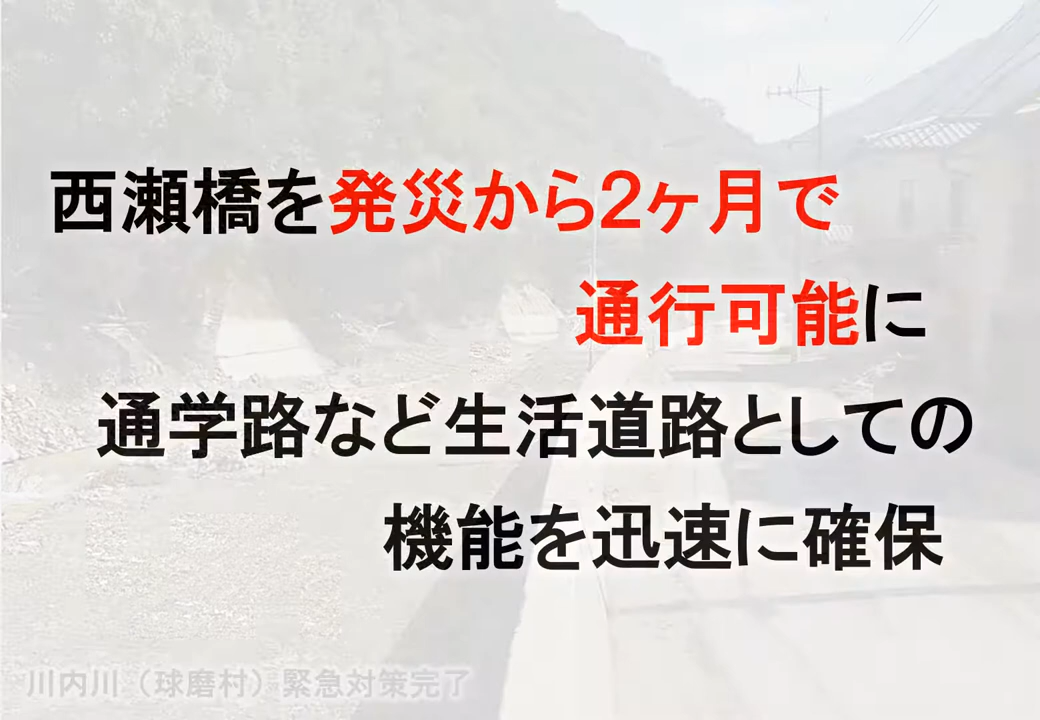 西瀬橋を発災から2ヶ月で
通行可能に
通学路など生活道路としての
機能を迅速に確保
川内川（球磨村）緊急対策完了